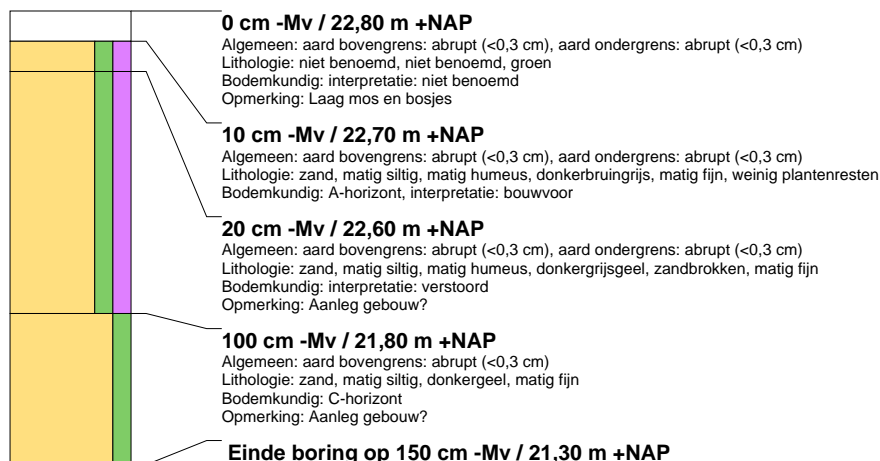 0 cm -Mv / 22,80 m +NAP
Algemeen: aard bovengrens: abrupt (<0,3 cm), aard ondergrens: abrupt (<0,3 cm)
Lithologie: niet benoemd, niet benoemd, groen
Bodemkundig: interpretatie: niet benoemd
Opmerking: Laag mos en bosjes
10 cm -Mv / 22,70 m +NAP
Algemeen: aard bovengrens: abrupt (<0,3 cm), aard ondergrens: abrupt (<0,3 cm)
Lithologie: zand, matig siltig, matig humeus, donkerbruingrijs, matig fijn, weinig plantenresten
Bodemkundig: A-horizont, interpretatie: bouwvoor
20 cm -Mv / 22,60 m +NAP
Algemeen: aard bovengrens: abrupt (<0,3 cm), aard ondergrens: abrupt (<0,3 cm)
Lithologie: zand, matig siltig, matig humeus, donkergrijsgeel, zandbrokken, matig fijn
Bodemkundig: interpretatie: verstoord
Opmerking: Aanleg gebouw?
100 cm -Mv / 21,80 m +NAP
Algemeen: aard bovengrens: abrupt (<0,3 cm)
Lithologie: zand, matig siltig, donkergeel, matig fijn
Bodemkundig: C-horizont
Opmerking: Aanleg gebouw?
Einde boring op 150 cm -Mv / 21,30 m +NAP